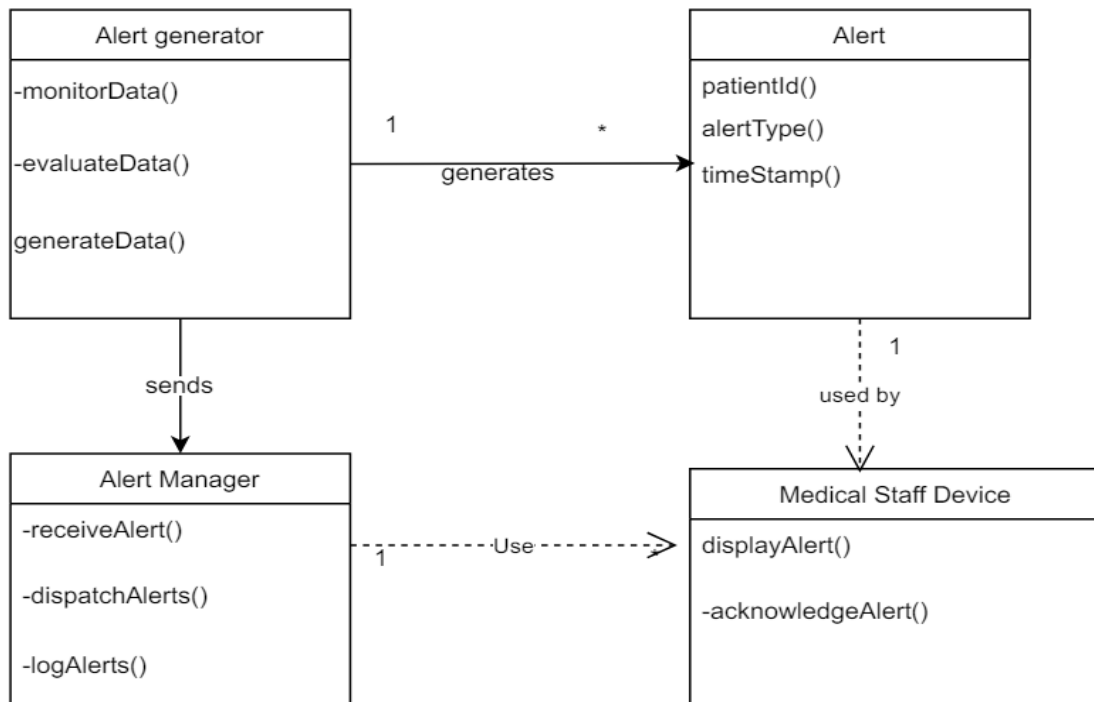 Alert generator
-monitorData()
-evaluateData()
generateData()
1
*
generates
Alert
patientId()
alertType()
timeStamp()
sends
1
used by
Alert Manager
-receiveAlert()
-dispatchAlerts()
-logAlerts()
1
Use
*
Medical Staff Device
displayAlert()
-acknowledgeAlert()